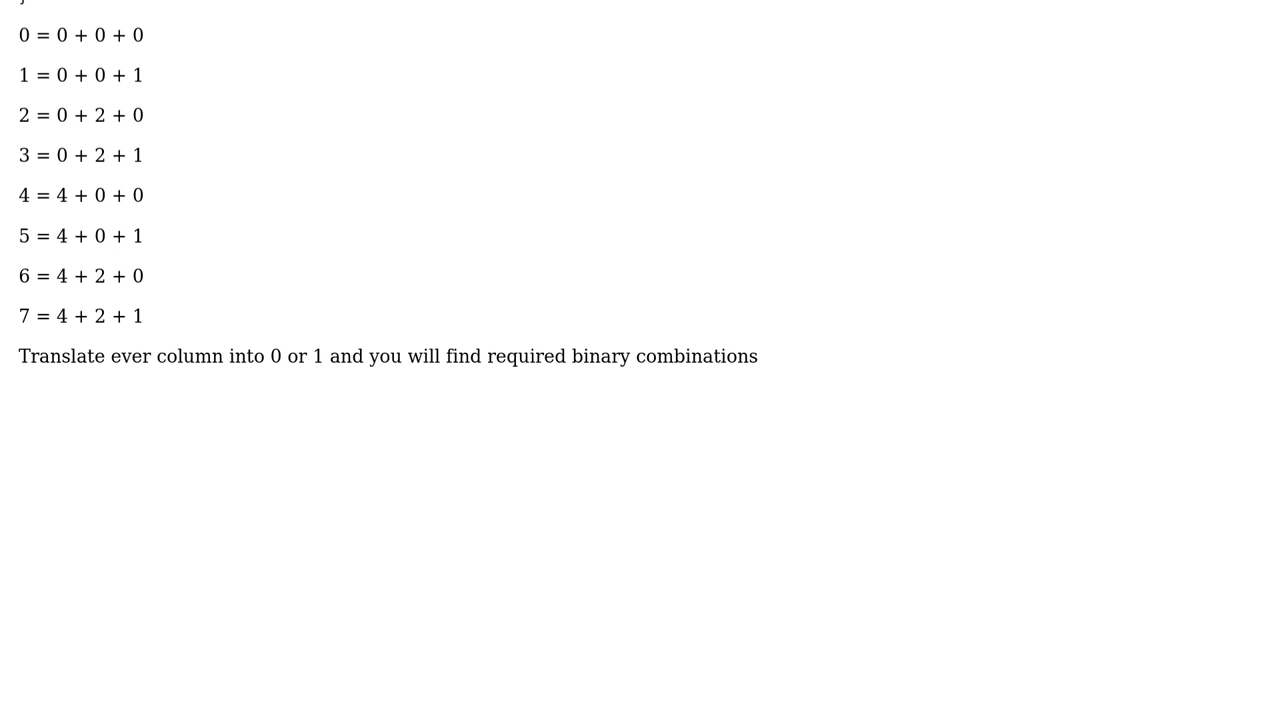 0 = 0 + 0 + 0
1 = 0 + 0 + 1
2 = 0 + 2 + 0
3 = 0 + 2 + 1
4 = 4 + 0 + 0
5 = 4 + 0 + 1
6 = 4 + 2 + 0
7 = 4 + 2 + 1
Translate ever column into 0 or 1 and you will find required binary combinations